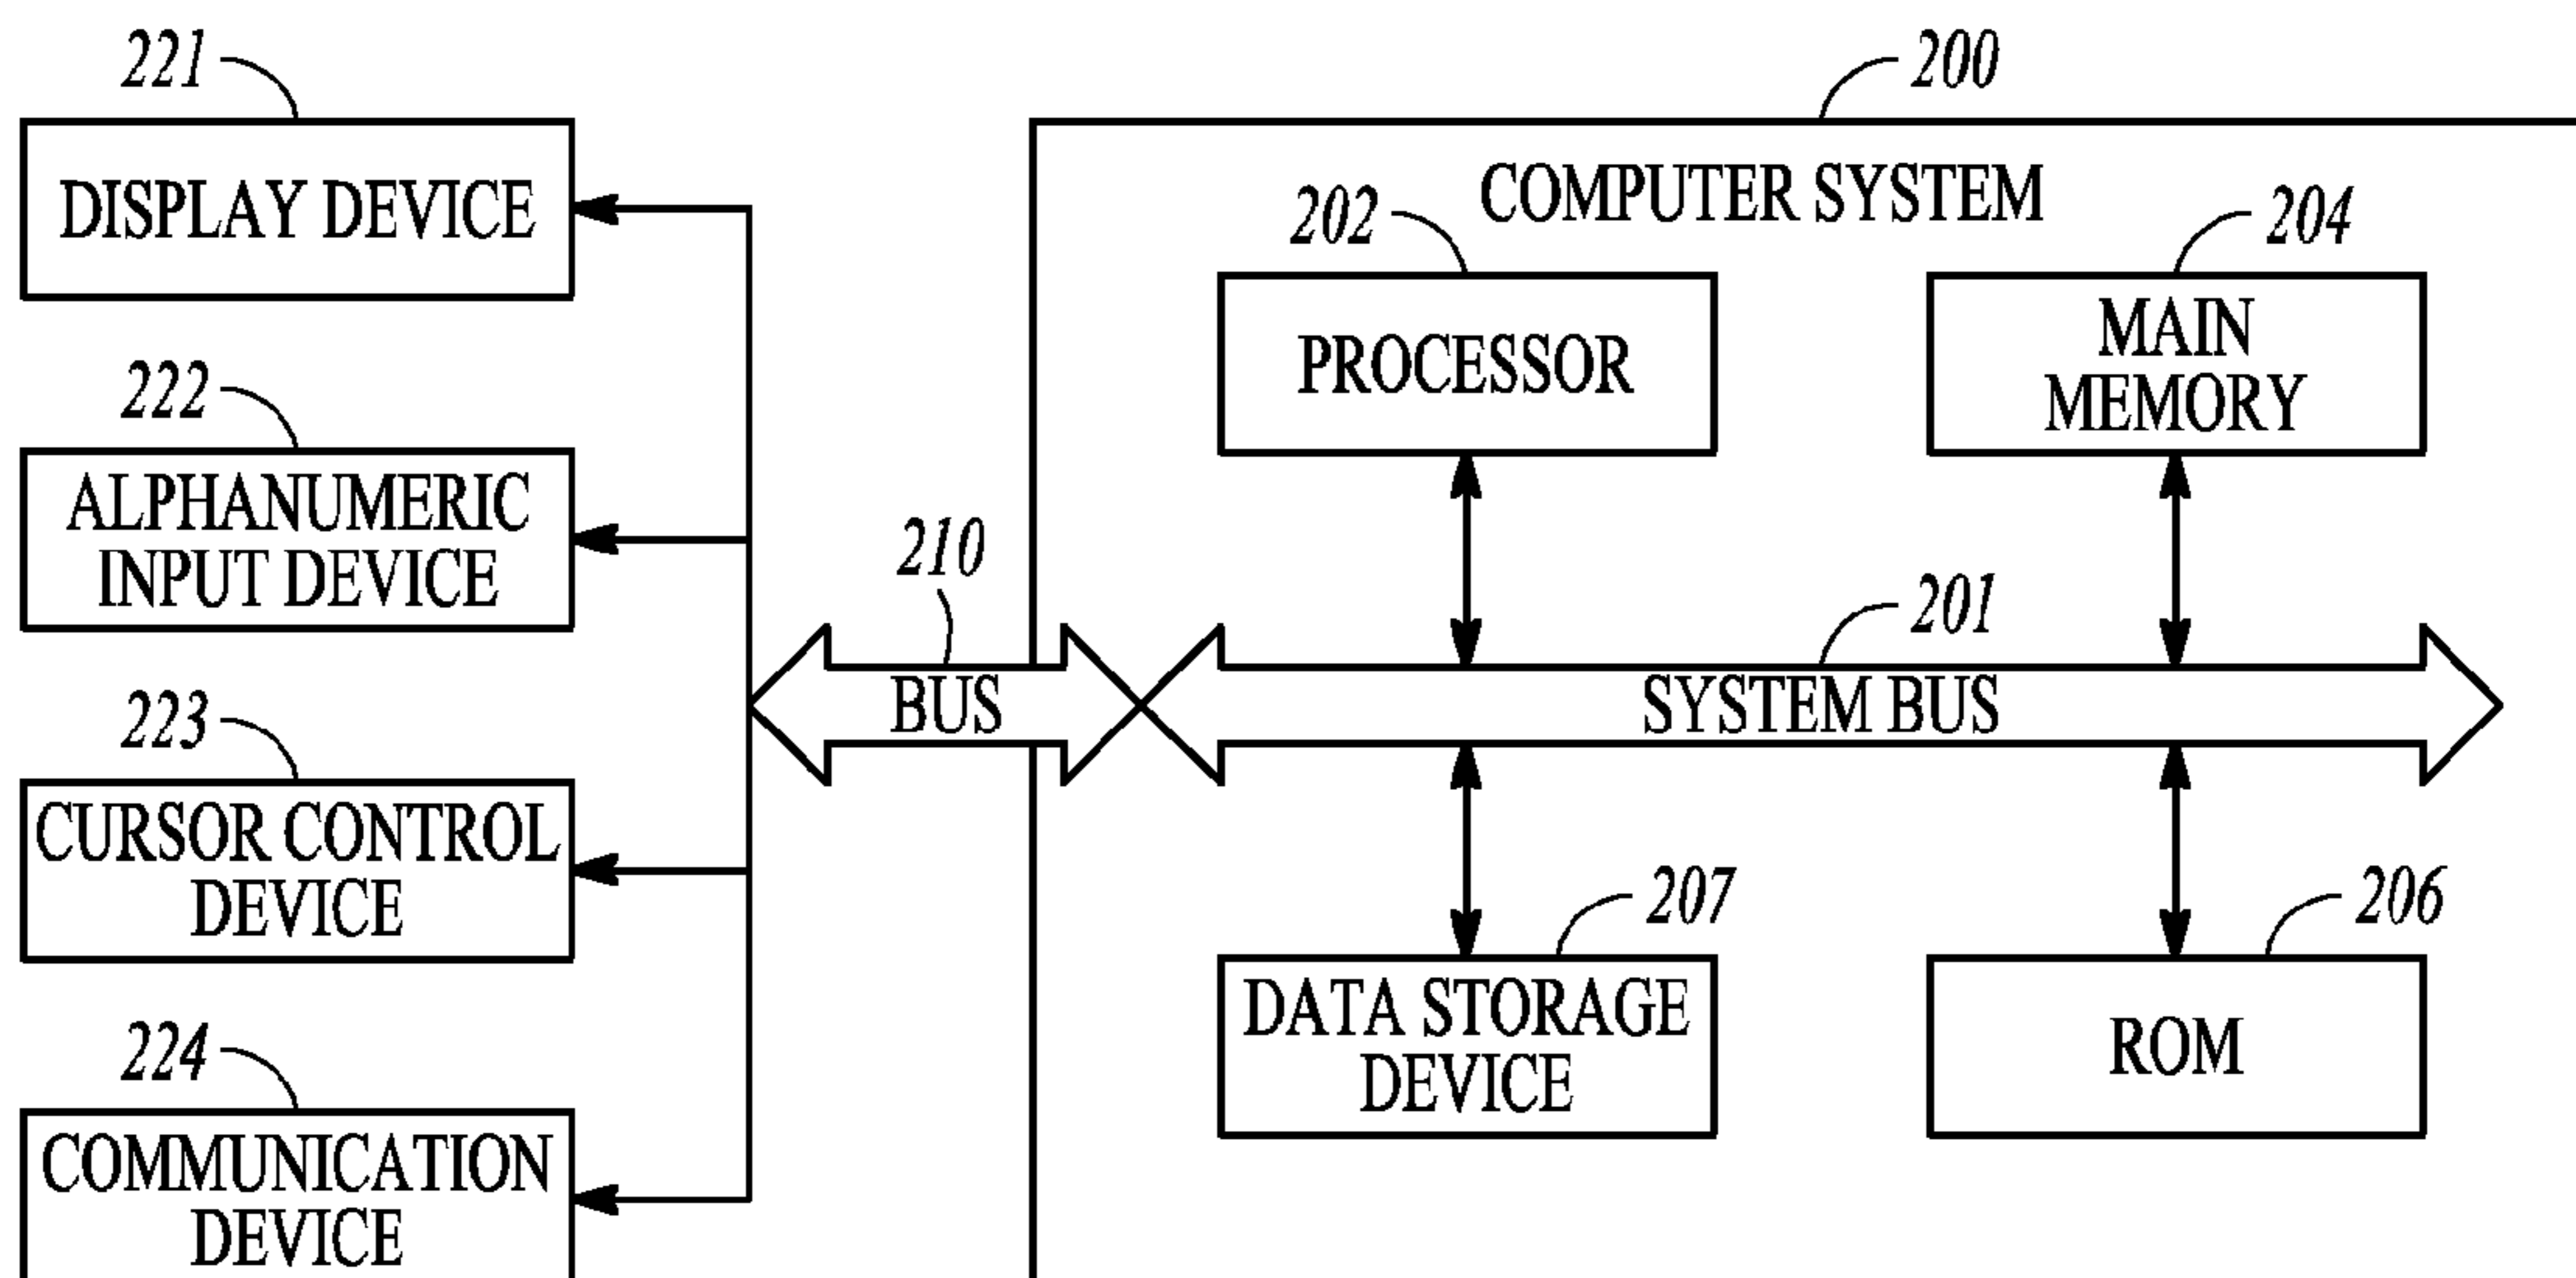 221
DISPLAY DEVICE
222
ALPHANUMERIC
INPUT DEVICE
223
CURSOR CONTROL
DEVICE
224
COMMUNICATION
DEVICE
210
BUS
200
COMPUTER SYSTEM
202
PROCESSOR
204
MAIN
MEMORY
201
SYSTEM BUS
207
DATA STORAGE
DEVICE
206
ROM